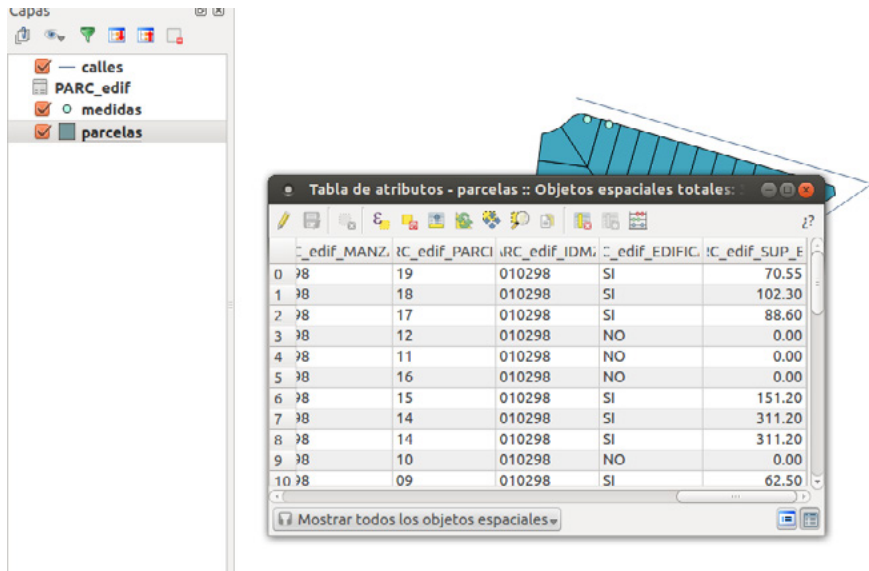 Capas
calles
PARC_edif
medidas
parcelas
Tabla de atributos - parcelas :: Objetos espaciales totales:
¿?
_edif_MANZ. RC_edif_PARCI ARC_edif_IDMZ C_edif_EDIFIC. RC_edif_SUP_E
0 98 19 010298 SI 70.55
1 98 18 010298 SI 102.30
2 98 17 010298 SI 88.60
3 98 12 010298 NO 0.00
4 98 11 010298 NO 0.00
5 98 16 010298 NO 0.00
6 98 15 010298 SI 151.20
7 98 14 010298 SI 311.20
8 98 14 010298 SI 311.20
9 98 10 010298 NO 0.00
10 98 09 010298 SI 62.50
Mostrar todos los objetos espaciales